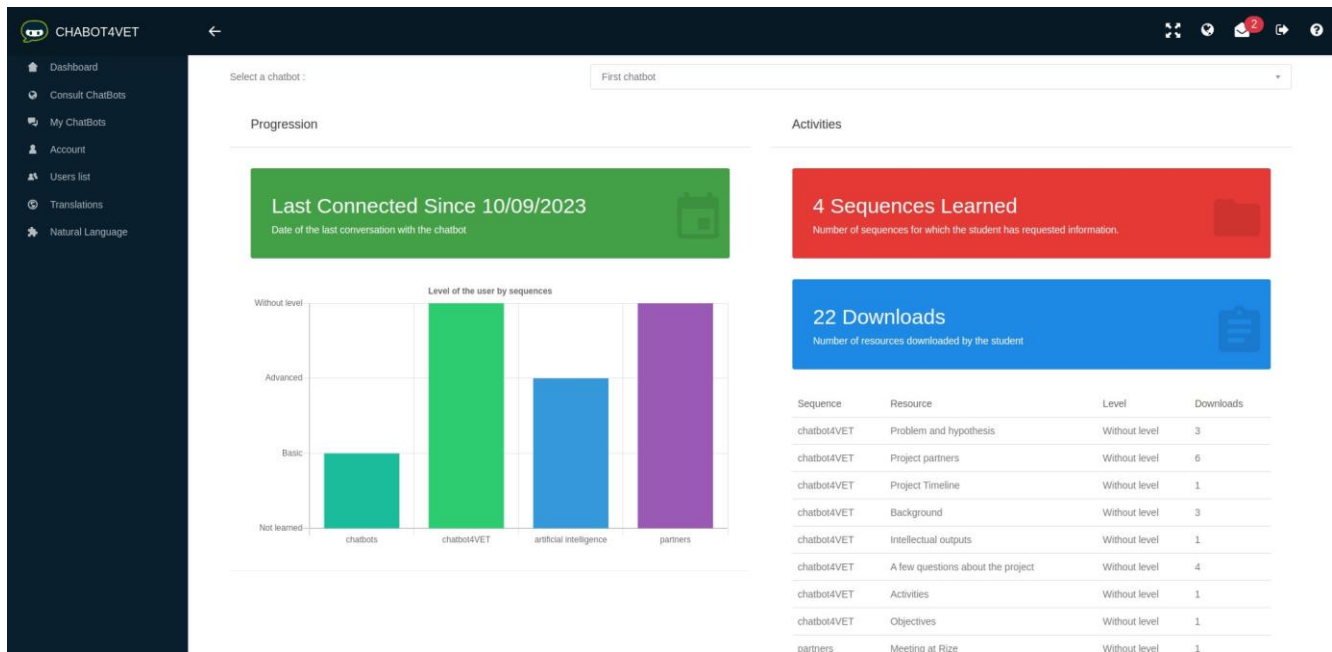 CHABOT4VET
2
Dashboard
Consult ChatBots
My ChatBots
Account
Users list
Translations
Natural Language
Select a chatbot :
First chatbot
Progression
Last Connected Since 10/09/2023
Date of the last conversation with the chatbot
Level of the user by sequences
Without level
Advanced
Basic
Not learned
chatbots chatbot4VET artificial intelligence partners
Activities
4 Sequences Learned
Number of sequences for which the student has requested information.
22 Downloads
Number of resources downloaded by the student
Sequence Resource Level Downloads
chatbot4VET Problem and hypothesis Without level 3
chatbot4VET Project partners Without level 6
chatbot4VET Project Timeline Without level 1
chatbot4VET Background Without level 3
chatbot4VET Intellectual outputs Without level 1
chatbot4VET A few questions about the project Without level 4
chatbot4VET Activities Without level 1
chatbot4VET Objectives Without level 1
partners Meeting at Rize Without level 1